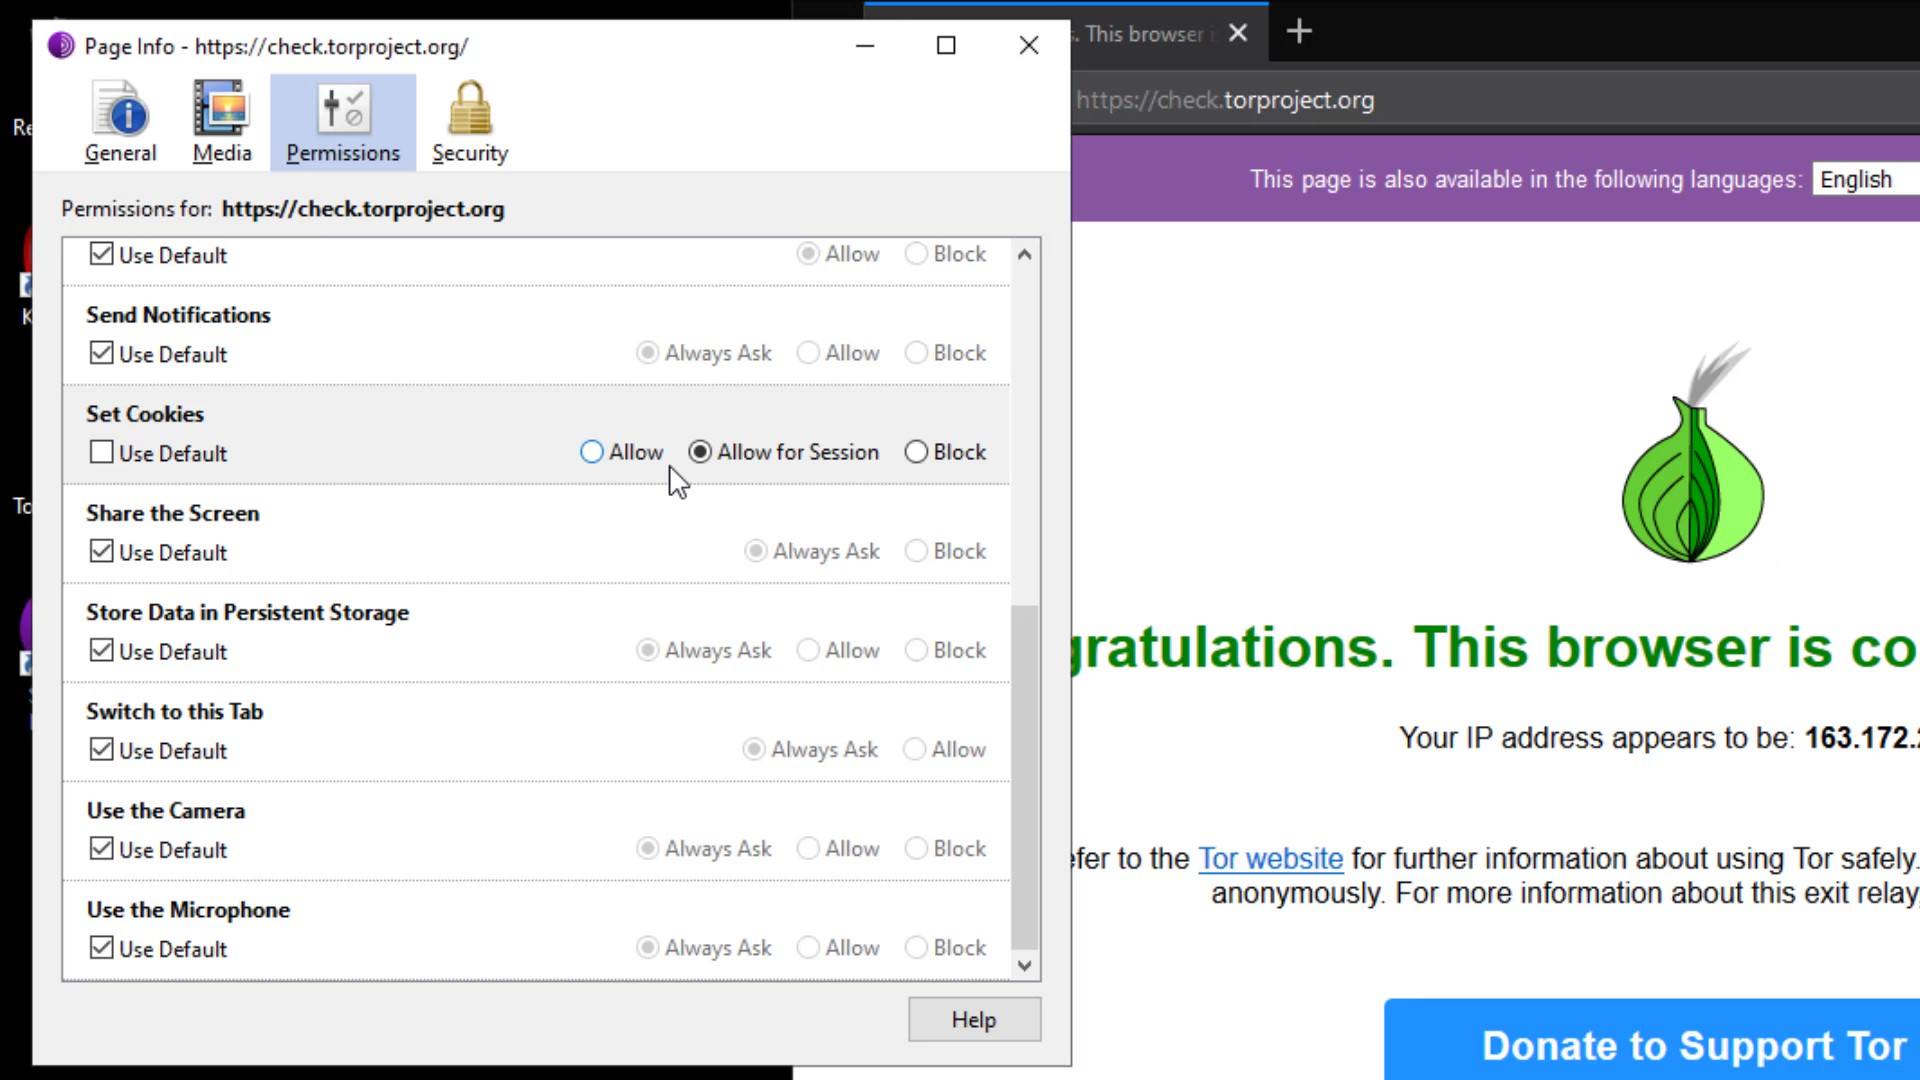 Page Info - https://check.torproject.org/
General
Media
Permissions
Security
Permissions for: https://check.torproject.org
Use Default Allow Block
Send Notifications
Use Default Always Ask Allow Block
Set Cookies
Use Default Allow Allow for Session Block
Share the Screen
Use Default Always Ask Block
Store Data in Persistent Storage
Use Default Always Ask Allow Block
Switch to this Tab
Use Default Always Ask Allow
Use the Camera
Use Default Always Ask Allow Block
Use the Microphone
Use Default Always Ask Allow Block
Help
This browser
https://check.torproject.org
This page is also available in the following languages: English
gratulations. This browser is co
Your IP address appears to be: 163.172.
efer to the Tor website for further information about using Tor safely.
anonymously. For more information about this exit relay,
Donate to Support Tor